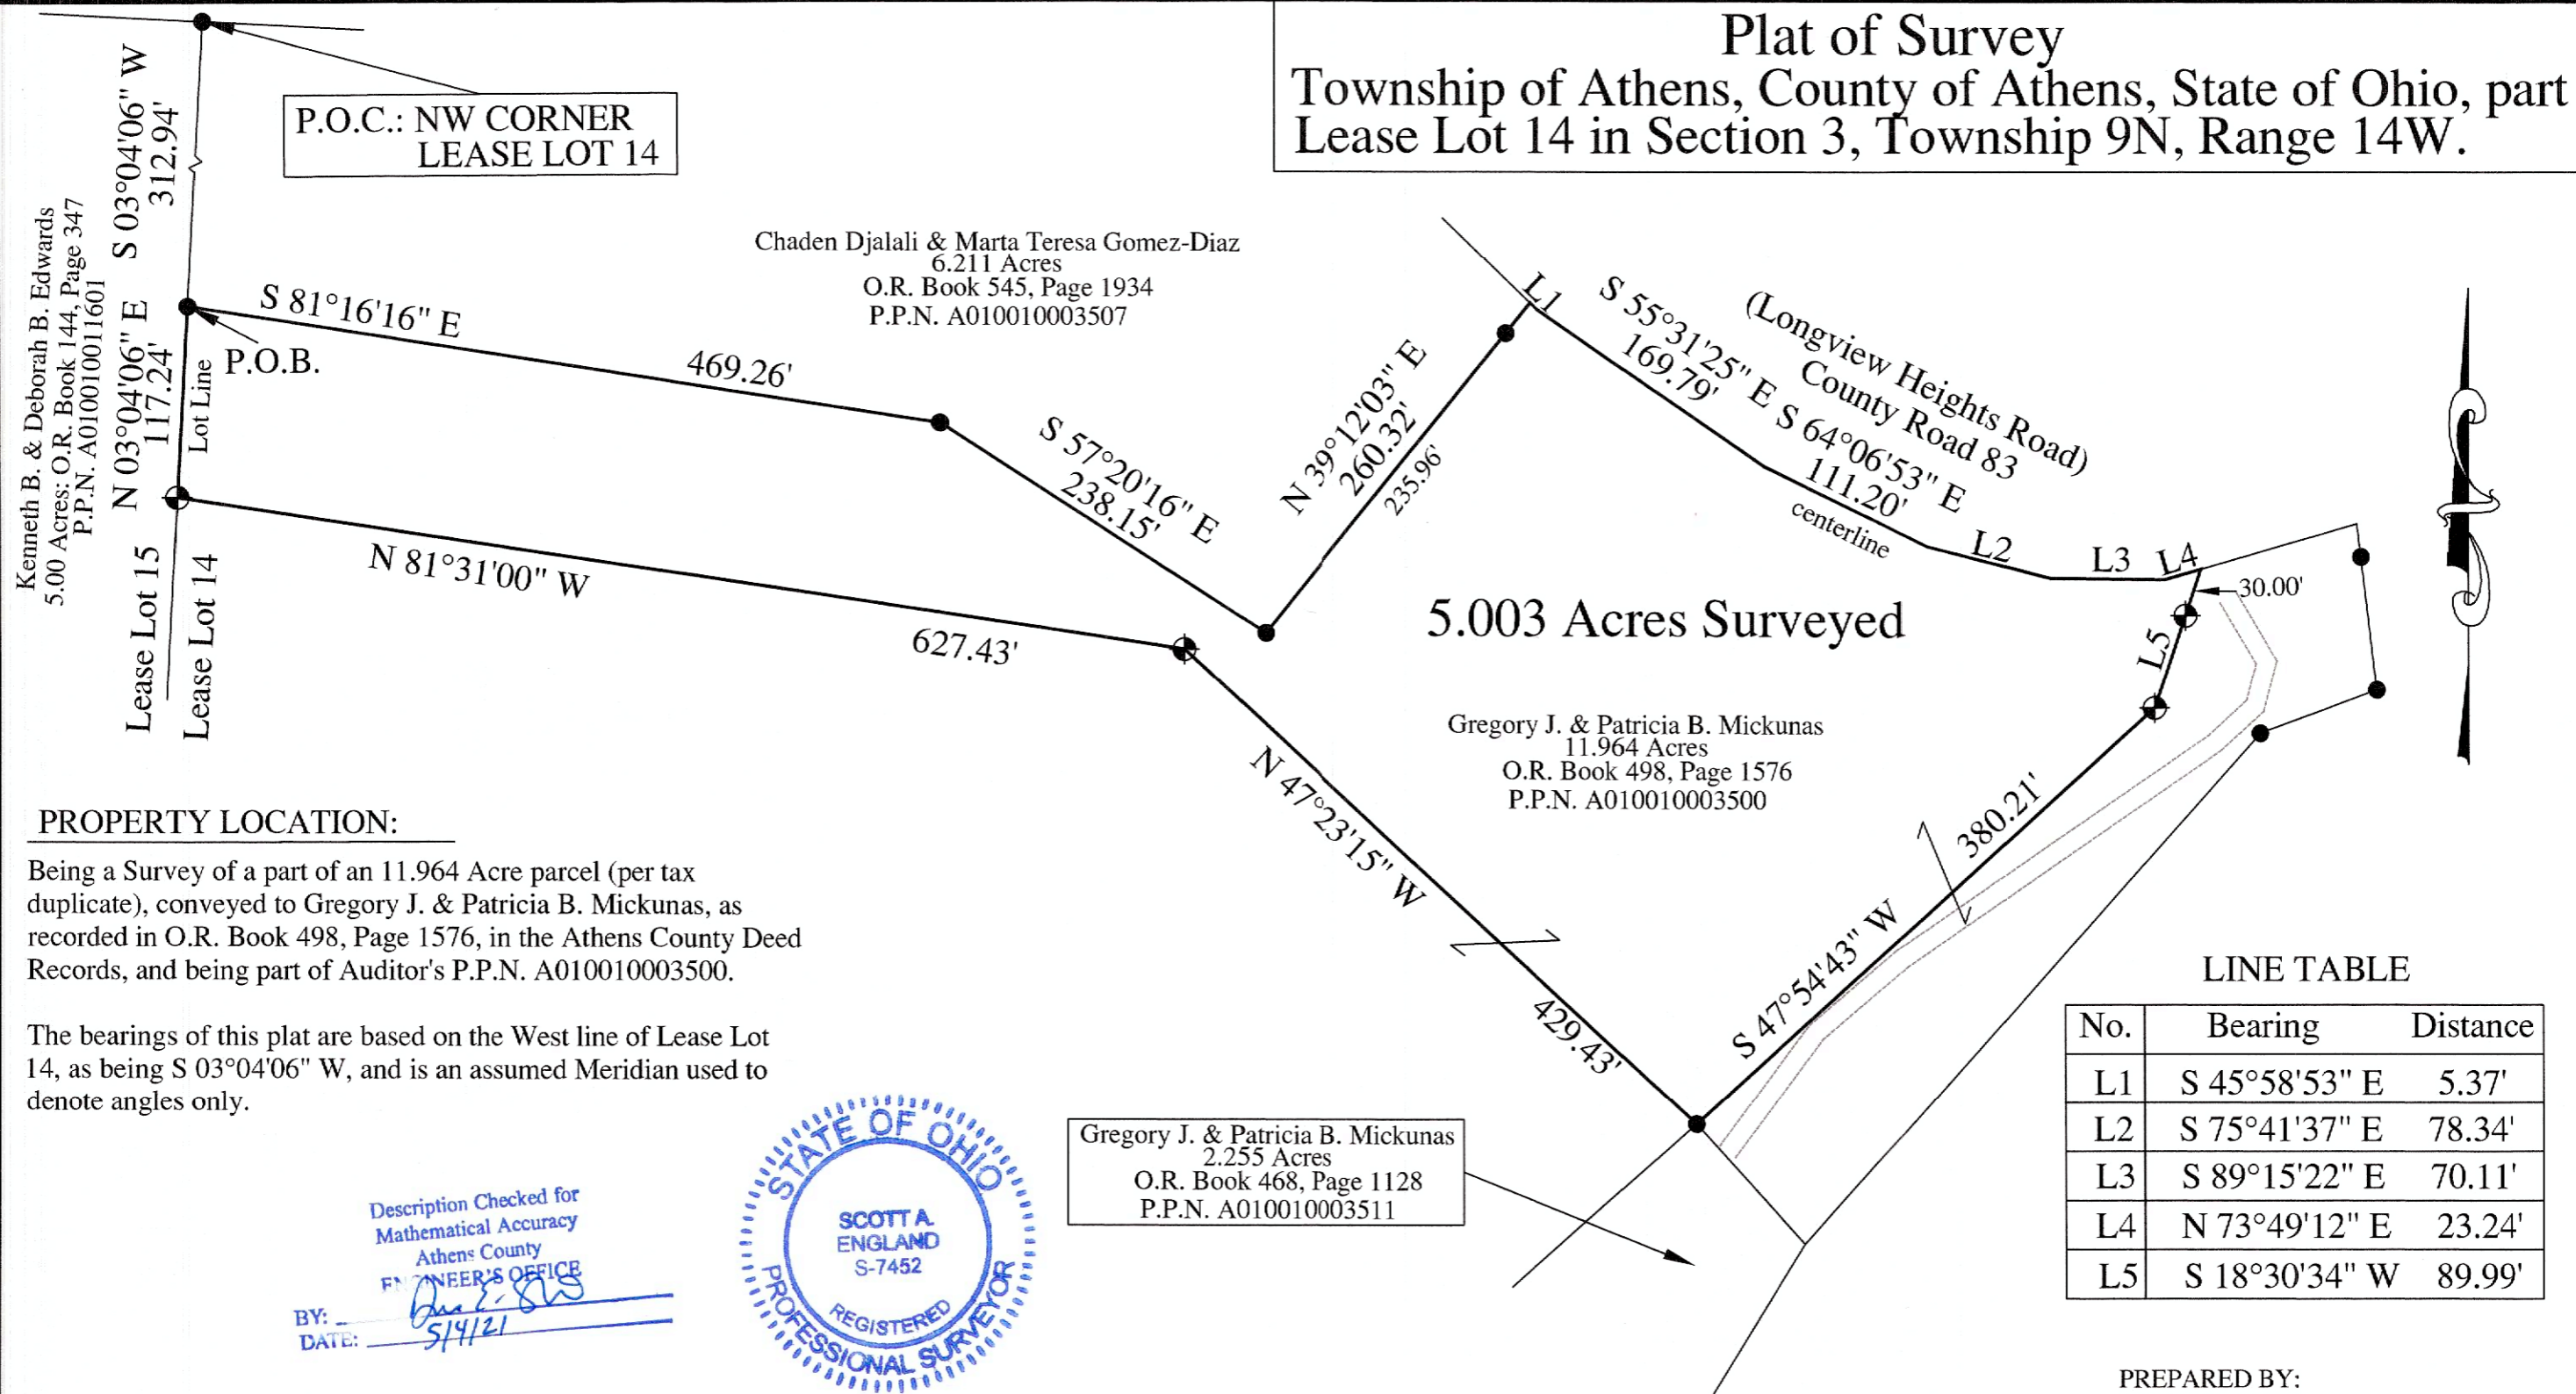 Plat of Survey
Township of Athens, County of Athens, State of Ohio, part
Lease Lot 14 in Section 3, Township 9N, Range 14W.
P.O.C.: NW CORNER
LEASE LOT 14
S 03°04'06" W
312.94'
Kenneth B. & Deborah B. Edwards
5.00 Acres: O.R. Book 144, Page 347
P.P.N. A010010011601
N 03°04'06" E
117.24'
Lot Line
P.O.B.
Lease Lot 15
Lease Lot 14
S 81°16'16" E
469.26'
Chaden Djalali & Marta Teresa Gomez-Diaz
6.211 Acres
O.R. Book 545, Page 1934
P.P.N. A010010003507
S 57°20'16" E
238.15'
N 39°12'03" E
260.32'
235.96'
L1
S 55°31'25" E
169.79'
(Longview Heights Road)
County Road 83
S 64°06'53" E
111.20'
centerline
L2
L3
L4
30.00'
L5
N 81°31'00" W
627.43'
5.003 Acres Surveyed
Gregory J. & Patricia B. Mickunas
11.964 Acres
O.R. Book 498, Page 1576
P.P.N. A010010003500
N 47°23'15" W
429.43'
S 47°54'43" W
380.21'
PROPERTY LOCATION:
Being a Survey of a part of an 11.964 Acre parcel (per tax
duplicate), conveyed to Gregory J. & Patricia B. Mickunas, as
recorded in O.R. Book 498, Page 1576, in the Athens County Deed
Records, and being part of Auditor's P.P.N. A010010003500.
The bearings of this plat are based on the West line of Lease Lot
14, as being S 03°04'06" W, and is an assumed Meridian used to
denote angles only.
Description Checked for
Mathematical Accuracy
Athens County
ENGINEER'S OFFICE
BY:
DATE: 5/4/21
STATE OF OHIO
SCOTT A.
ENGLAND
S-7452
REGISTERED
PROFESSIONAL SURVEYOR
Gregory J. & Patricia B. Mickunas
2.255 Acres
O.R. Book 468, Page 1128
P.P.N. A010010003511
LINE TABLE
No. Bearing Distance
L1 S 45°58'53" E 5.37'
L2 S 75°41'37" E 78.34'
L3 S 89°15'22" E 70.11'
L4 N 73°49'12" E 23.24'
L5 S 18°30'34" W 89.99'
PREPARED BY: